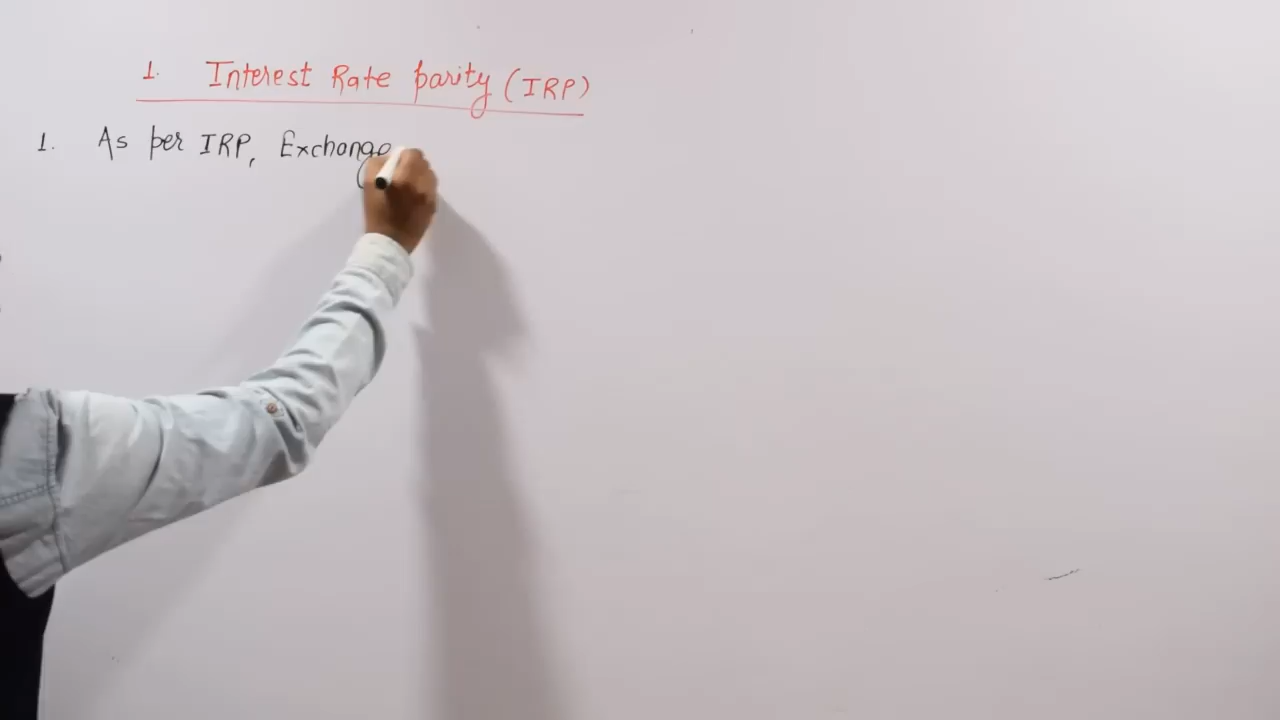 1. Interest Rate parity (IRP)
1. As per IRP, Exchange